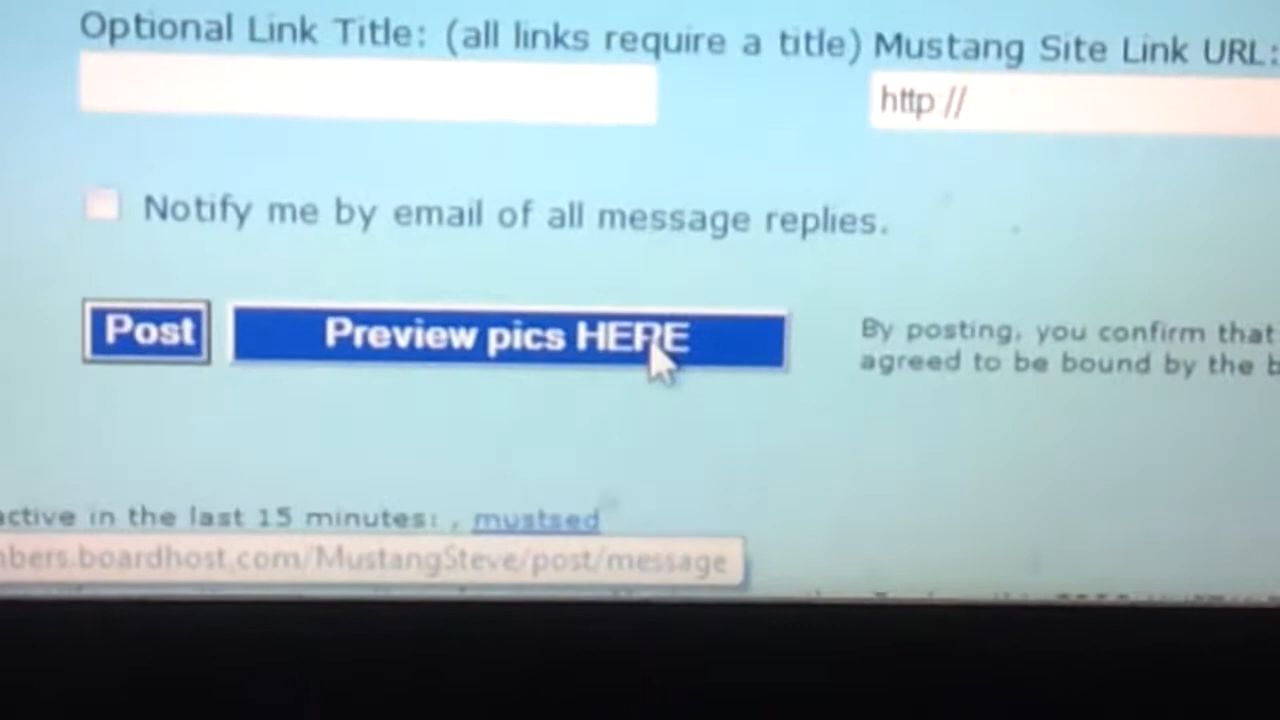 Optional Link Title: (all links require a title) Mustang Site Link URL:
http //
Notify me by email of all message replies.
Post
Preview pics HERE
By posting, you confirm that
agreed to be bound by the b
active in the last 15 minutes: , mustsed
mbers.boardhost.com/MustangSteve/post/message